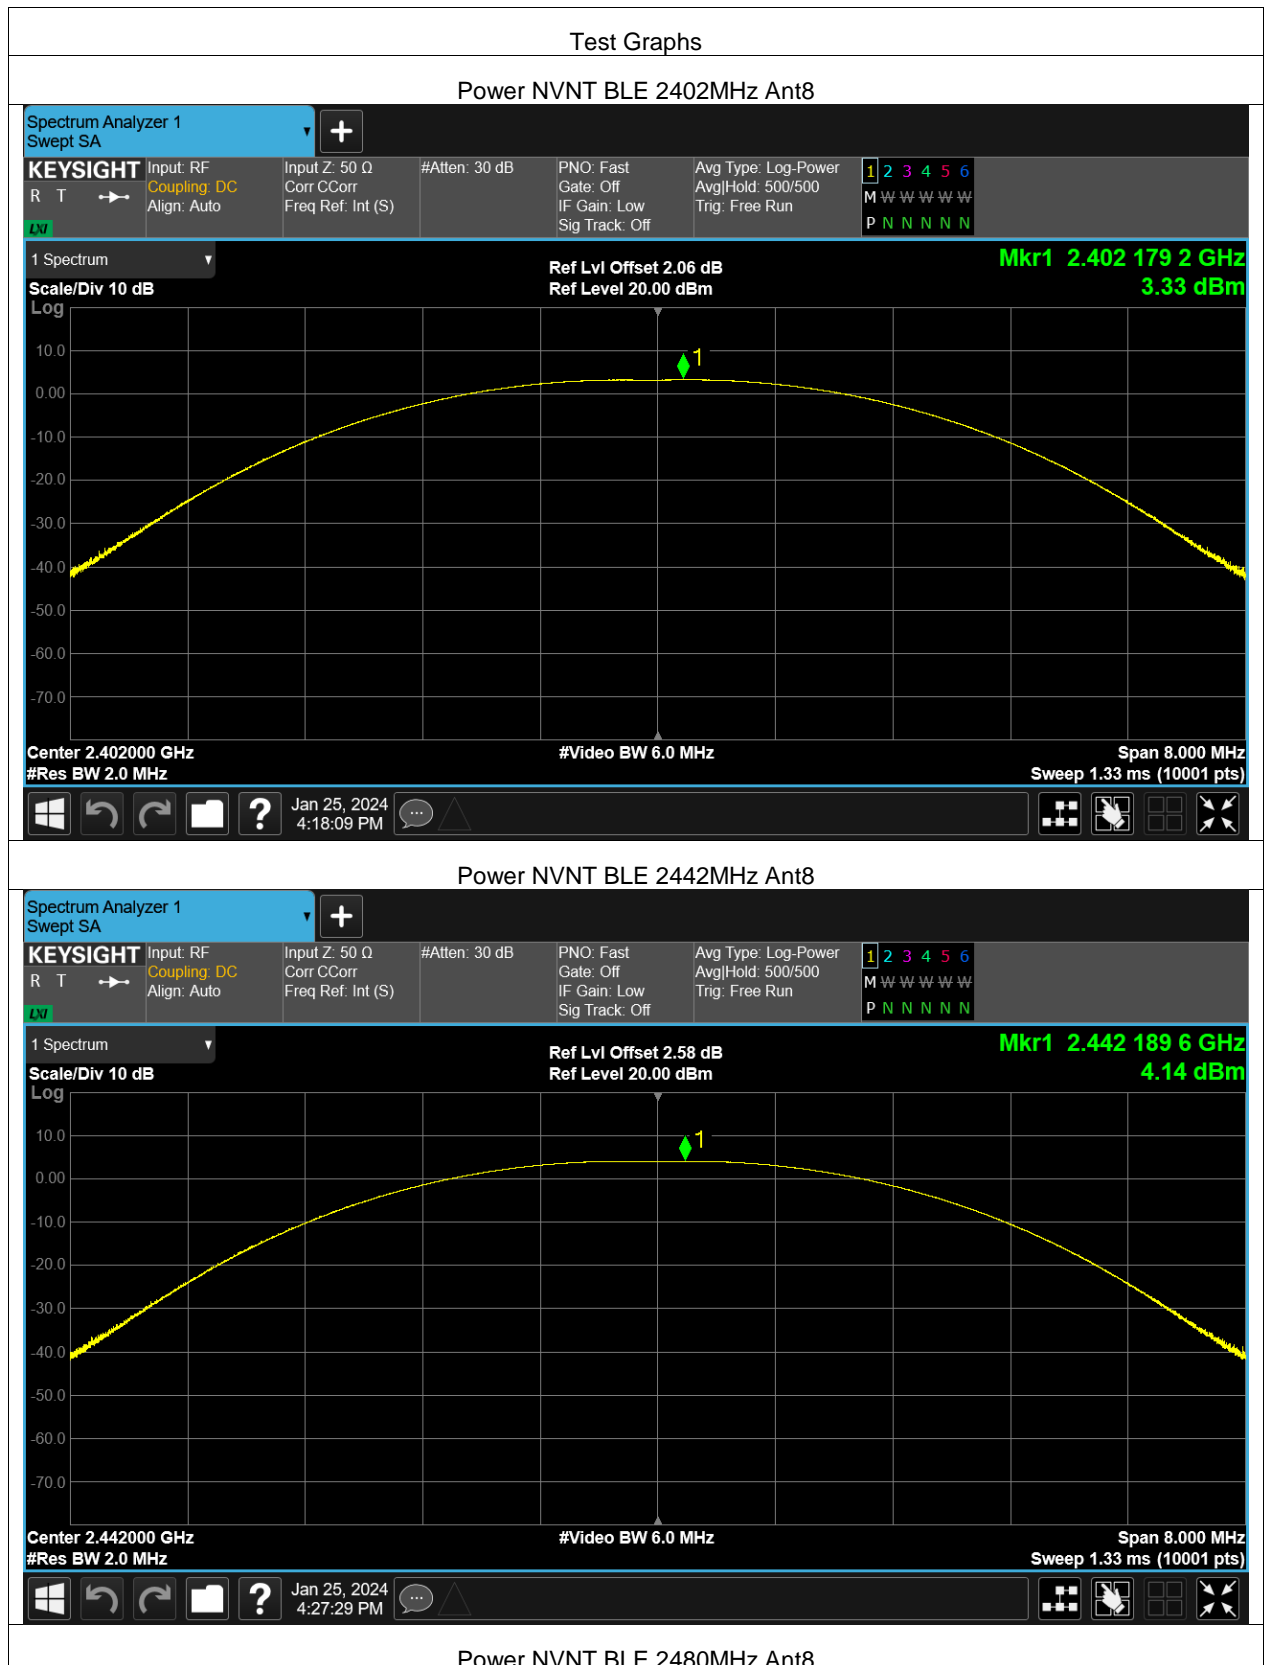 Test Graphs
Power NVNT BLE 2402MHz Ant8
Spectrum Analyzer 1
Swept SA
KEYSIGHT
R T
LXI
Input: RF
Coupling: DC
Align: Auto
Input Z: 50 Ω
Corr CCorr
Freq Ref: Int (S)
#Atten: 30 dB
PNO: Fast
Gate: Off
IF Gain: Low
Sig Track: Off
Avg Type: Log-Power
Avg|Hold: 500/500
Trig: Free Run
1 2 3 4 5 6
M W W W W W
P N N N N N
1 Spectrum
Scale/Div 10 dB
Log
Ref Lvl Offset 2.06 dB
Ref Level 20.00 dBm
Mkr1 2.402 179 2 GHz
3.33 dBm
1
10.0
0.00
-10.0
-20.0
-30.0
-40.0
-50.0
-60.0
-70.0
Center 2.402000 GHz
#Res BW 2.0 MHz
#Video BW 6.0 MHz
Span 8.000 MHz
Sweep 1.33 ms (10001 pts)
?
Jan 25, 2024
4:18:09 PM
Power NVNT BLE 2442MHz Ant8
Spectrum Analyzer 1
Swept SA
KEYSIGHT
R T
LXI
Input: RF
Coupling: DC
Align: Auto
Input Z: 50 Ω
Corr CCorr
Freq Ref: Int (S)
#Atten: 30 dB
PNO: Fast
Gate: Off
IF Gain: Low
Sig Track: Off
Avg Type: Log-Power
Avg|Hold: 500/500
Trig: Free Run
1 2 3 4 5 6
M W W W W W
P N N N N N
1 Spectrum
Scale/Div 10 dB
Log
Ref Lvl Offset 2.58 dB
Ref Level 20.00 dBm
Mkr1 2.442 189 6 GHz
4.14 dBm
1
10.0
0.00
-10.0
-20.0
-30.0
-40.0
-50.0
-60.0
-70.0
Center 2.442000 GHz
#Res BW 2.0 MHz
#Video BW 6.0 MHz
Span 8.000 MHz
Sweep 1.33 ms (10001 pts)
?
Jan 25, 2024
4:27:29 PM
Power NVNT BLE 2480MHz Ant8